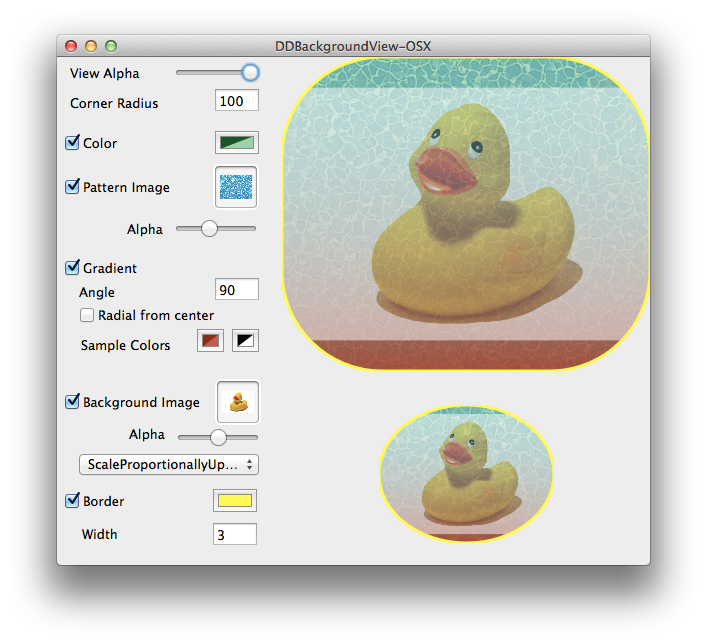 DDBackgroundView-OSX
View Alpha
Corner Radius 100
Color
Pattern Image
Alpha
Gradient
Angle 90
Radial from center
Sample Colors
Background Image
Alpha
ScaleProportionallyUp...
Border
Width 3